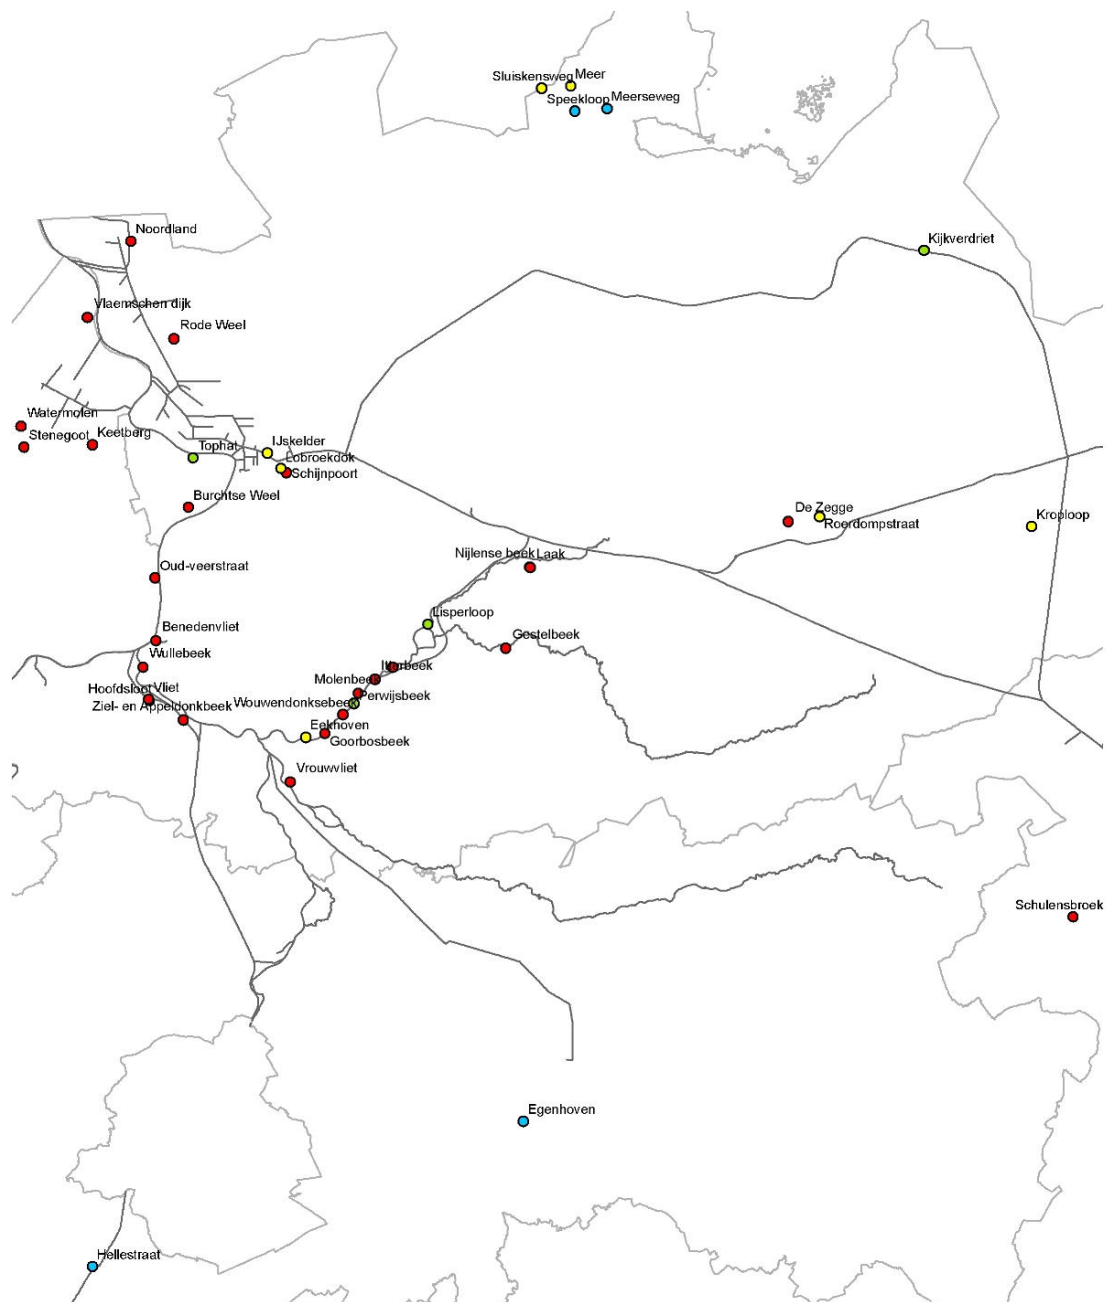 Sluiskensweg Meer
Speekloop Meerseweg
Noordland
Kijkverdriet
Vlaemschen dijk
Rode Weel
Watermolen
Stenegoot
Keetberg
Tophat
IJskelder
Lobroekdok
Schijnpoort
Burchtse Weel
De Zegge
Roerdompstraat
Kroploop
Oud-veerstraat
Nijlense beek Laak
Lisperloop
Benedenvliet
Gestelbeek
Wullebeek
Molenbeek
Hoofdsloot Vliet
Perwijsbeek
Wouwendonksebeek
Ziel- en Appeldonkbeek
Eekhoven
Goorbosbeek
Vrouwvliet
Schulensbroek
Egenhoven
Hellestraat